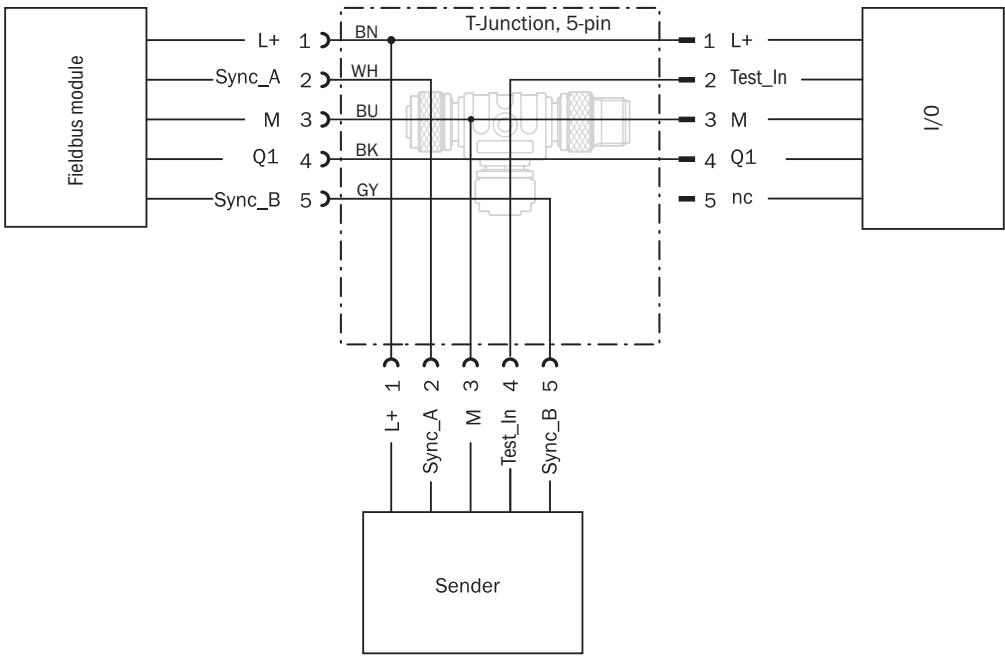 T-Junction, 5-pin
Fieldbus module
L+ 1 BN
Sync_A 2 WH
M 3 BU
Q1 4 BK
Sync_B 5 GY
1 L+
2 Test_In
3 M
4 Q1
5 nc
I/O
1 2 3 4 5
L+ Sync_A M Test_In Sync_B
Sender